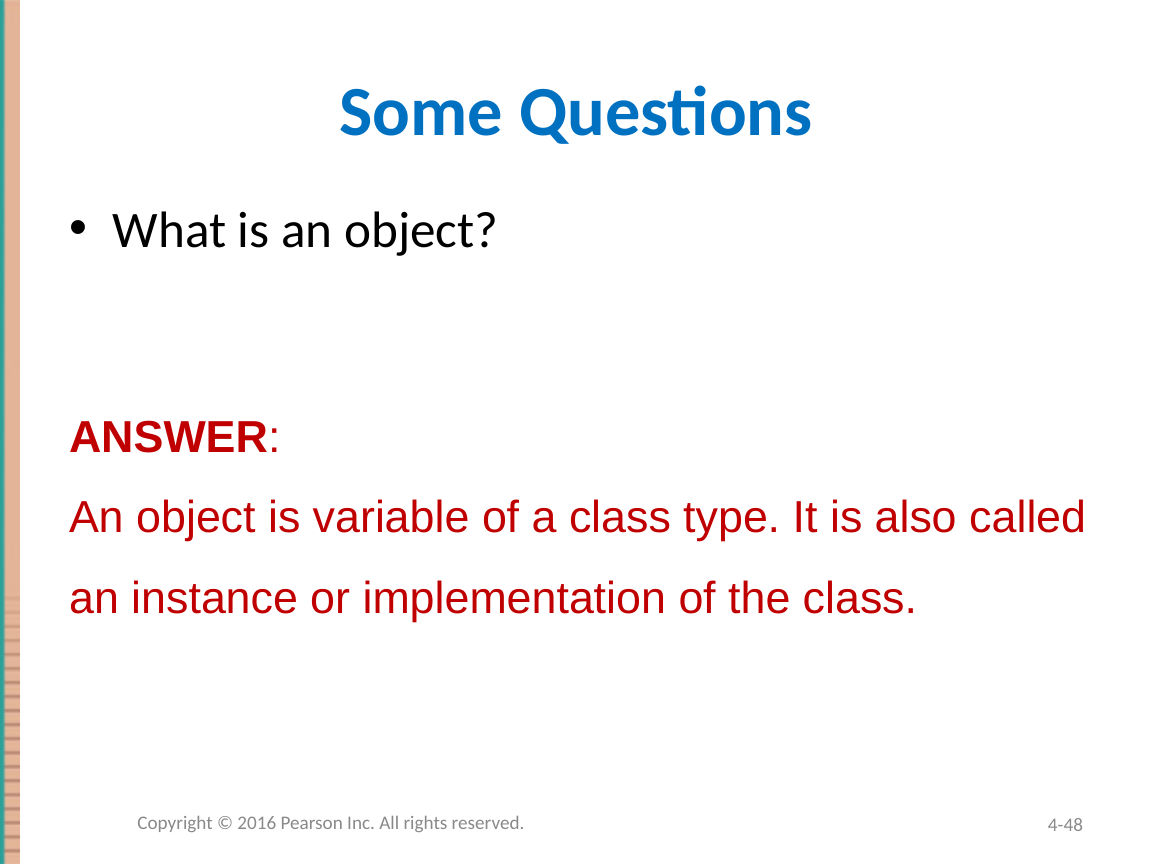 Some Questions
• What is an object?
ANSWER:
An object is variable of a class type. It is also called
an instance or implementation of the class.
Copyright © 2016 Pearson Inc. All rights reserved.
4-48